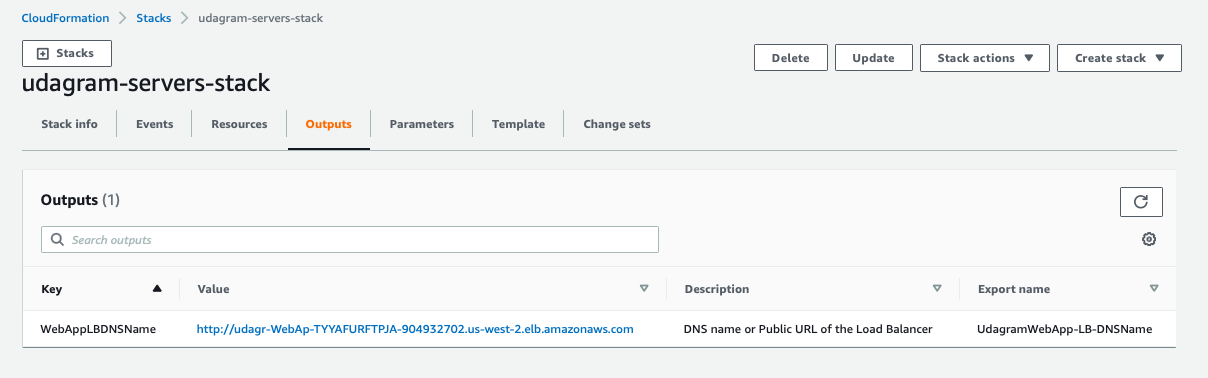 CloudFormation > Stacks > udagram-servers-stack
Stacks
Delete Update Stack actions Create stack
udagram-servers-stack
Stack info Events Resources Outputs Parameters Template Change sets
Outputs (1)
Search outputs
Key Value Description Export name
WebAppLBDNSName http://udagr-WebAp-TYYAFURFTPJA-904932702.us-west-2.elb.amazonaws.com DNS name or Public URL of the Load Balancer UdagramWebApp-LB-DNSName